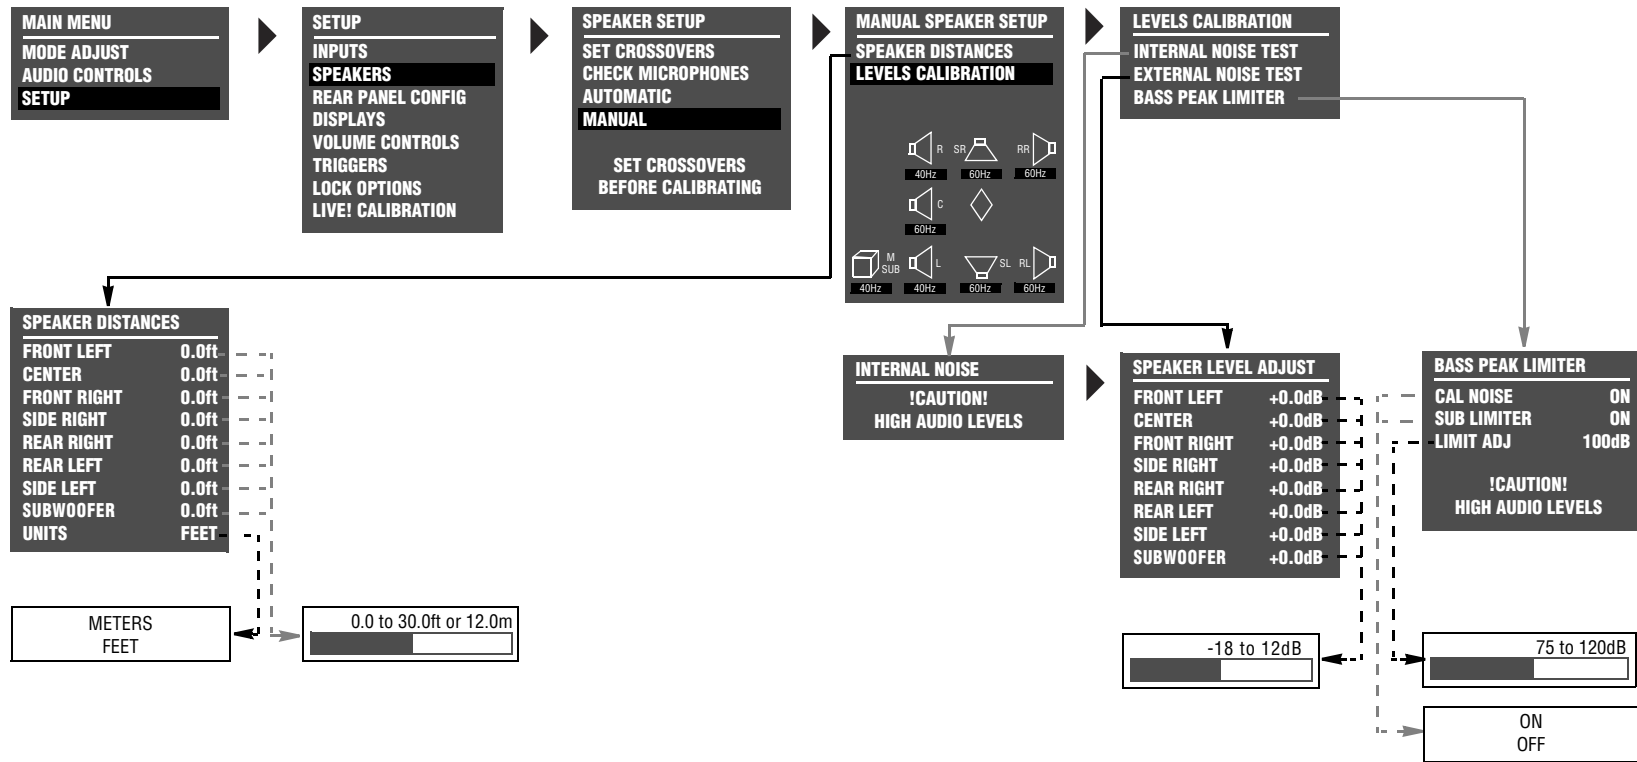 MAIN MENU
MODE ADJUST
AUDIO CONTROLS
SETUP
SETUP
INPUTS
SPEAKERS
REAR PANEL CONFIG
DISPLAYS
VOLUME CONTROLS
TRIGGERS
LOCK OPTIONS
LIVE! CALIBRATION
SPEAKER SETUP
SET CROSSOVERS
CHECK MICROPHONES
AUTOMATIC
MANUAL
SET CROSSOVERS
BEFORE CALIBRATING
MANUAL SPEAKER SETUP
SPEAKER DISTANCES
LEVELS CALIBRATION
R SR RR
40Hz 60Hz 60Hz
C
60Hz
M
SUB L SL RL
40Hz 40Hz 60Hz 60Hz
LEVELS CALIBRATION
INTERNAL NOISE TEST
EXTERNAL NOISE TEST
BASS PEAK LIMITER
SPEAKER DISTANCES
FRONT LEFT 0.0ft
CENTER 0.0ft
FRONT RIGHT 0.0ft
SIDE RIGHT 0.0ft
REAR RIGHT 0.0ft
REAR LEFT 0.0ft
SIDE LEFT 0.0ft
SUBWOOFER 0.0ft
UNITS FEET
METERS
FEET
0.0 to 30.0ft or 12.0m
INTERNAL NOISE
!CAUTION!
HIGH AUDIO LEVELS
SPEAKER LEVEL ADJUST
FRONT LEFT +0.0dB
CENTER +0.0dB
FRONT RIGHT +0.0dB
SIDE RIGHT +0.0dB
REAR RIGHT +0.0dB
REAR LEFT +0.0dB
SIDE LEFT +0.0dB
SUBWOOFER +0.0dB
-18 to 12dB
BASS PEAK LIMITER
CAL NOISE ON
SUB LIMITER ON
LIMIT ADJ 100dB
!CAUTION!
HIGH AUDIO LEVELS
75 to 120dB
ON
OFF